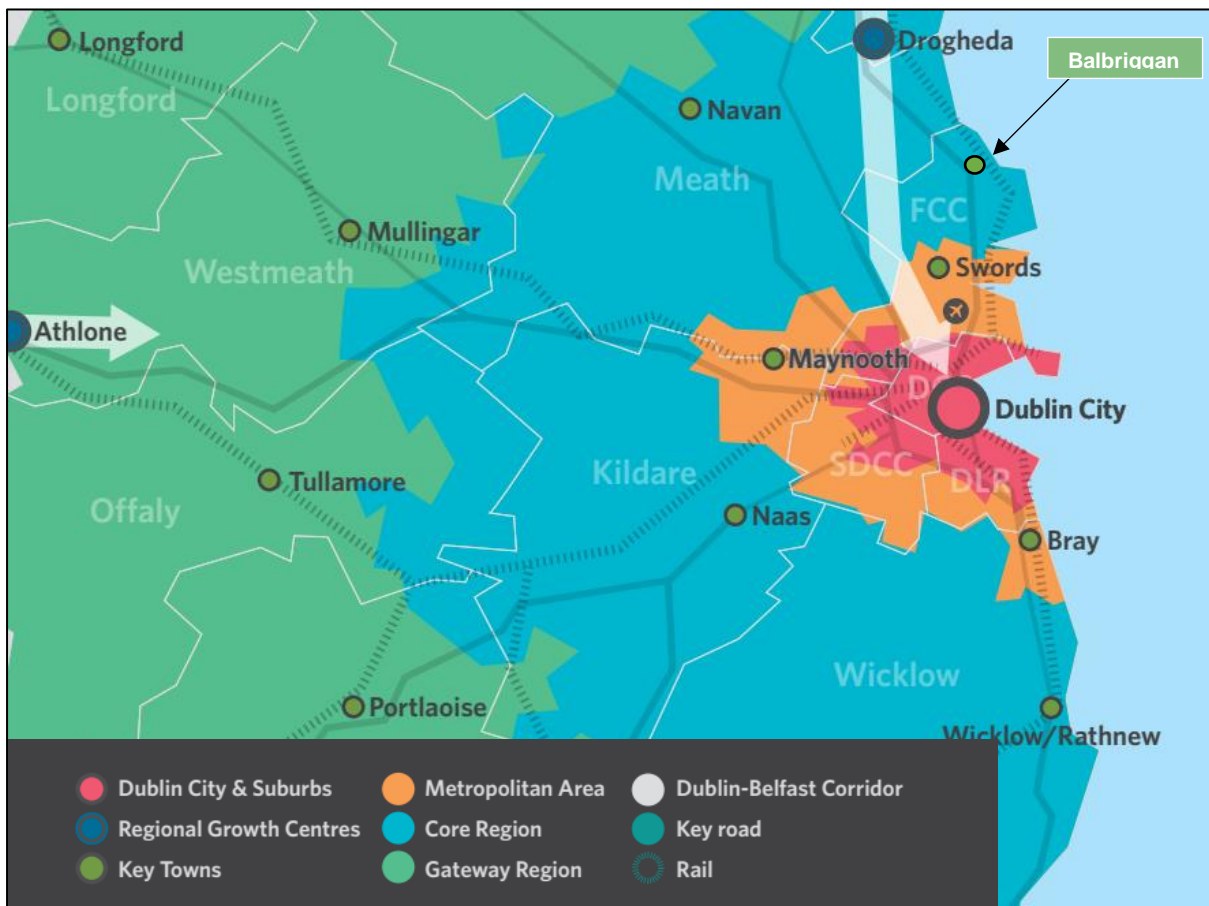 Longford
Drogheda
Balbriggan
Longford
Navan
Meath
FCC
Mullingar
Westmeath
Swords
Athlone
Maynooth
Dublin City
Kildare
SDCC
DLR
Tullamore
Offaly
Naas
Bray
Wicklow
Portlaoise
Wicklow/Rathnew
Dublin City & Suburbs
Metropolitan Area
Dublin-Belfast Corridor
Regional Growth Centres
Core Region
Key road
Key Towns
Gateway Region
Rail